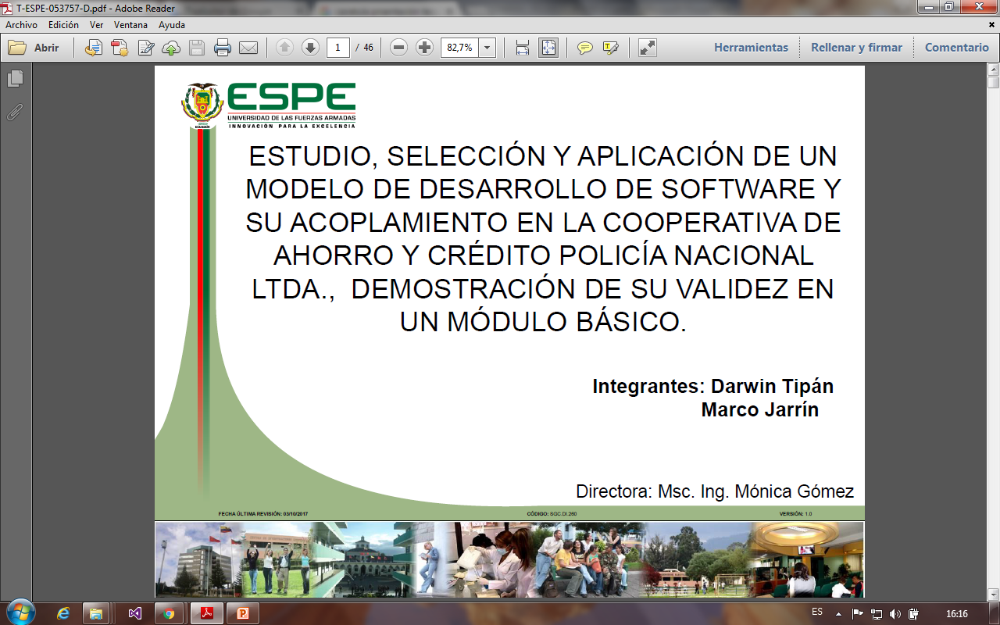 T-ESPE-053757-D.pdf - Adobe Reader
Archivo Edición Ver Ventana Ayuda
Abrir 1 / 46 82,7% Herramientas Rellenar y firmar Comentario
ESPE
UNIVERSIDAD DE LAS FUERZAS ARMADAS
INNOVACIÓN PARA LA EXCELENCIA
ECUADOR
ESTUDIO, SELECCIÓN Y APLICACIÓN DE UN
MODELO DE DESARROLLO DE SOFTWARE Y
SU ACOPLAMIENTO EN LA COOPERATIVA DE
AHORRO Y CRÉDITO POLICÍA NACIONAL
LTDA., DEMOSTRACIÓN DE SU VALIDEZ EN
UN MÓDULO BÁSICO.
Integrantes: Darwin Tipán
Marco Jarrín
Directora: Msc. Ing. Mónica Gómez
FECHA ÚLTIMA REVISIÓN: 03/10/2017 CÓDIGO: SGC.DI.260 VERSIÓN: 1.0
ES 16:16